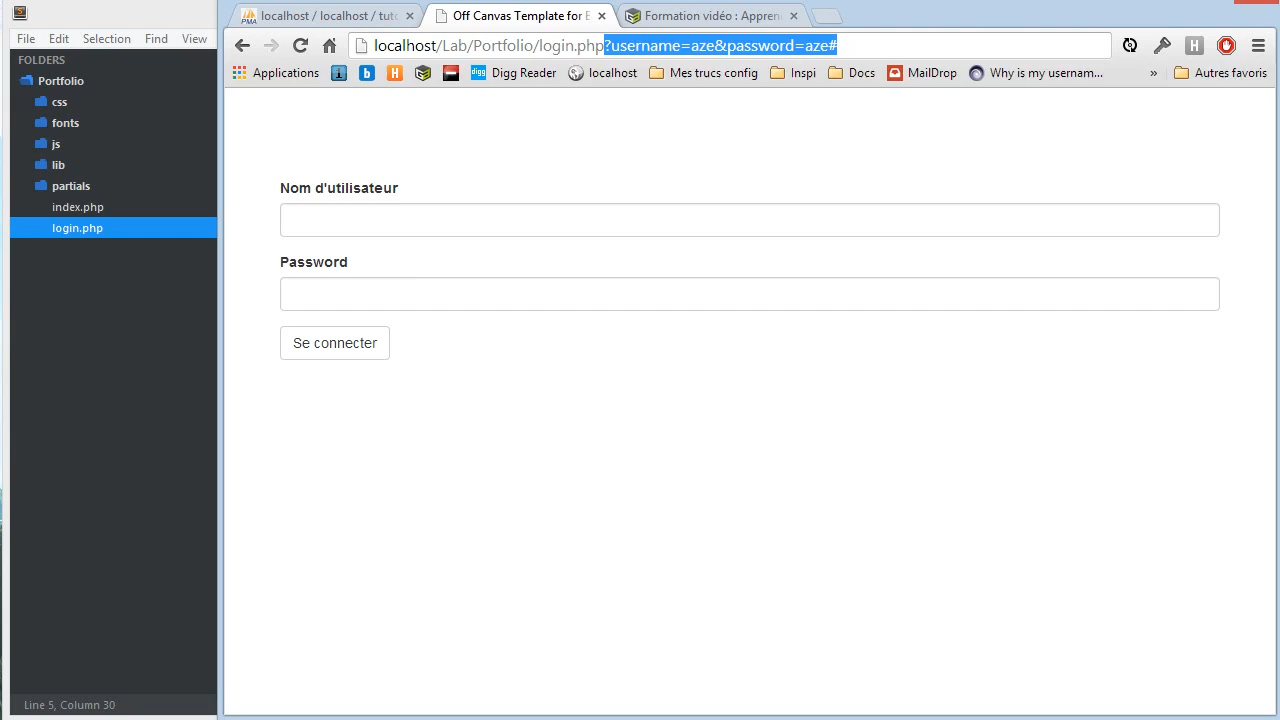 File Edit Selection Find View
FOLDERS
Portfolio
css
fonts
js
lib
partials
index.php
login.php
Line 5, Column 30
localhost / localhost / tut
Off Canvas Template for
Formation vidéo : Appren
localhost/Lab/Portfolio/login.php?username=aze&password=aze#
Applications Digg Reader localhost Mes trucs config Inspi Docs Why is my usernam... » Autres favoris
Nom d'utilisateur
Password
Se connecter